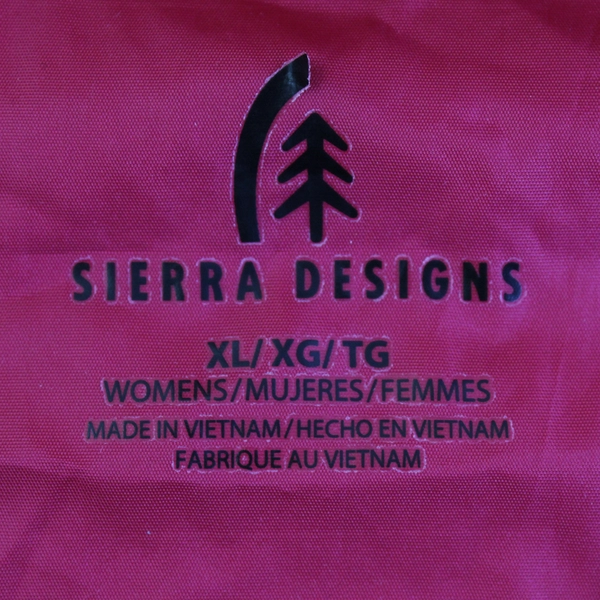 SIERRA DESIGNS
XL/XG/TG
WOMENS/MUJERES/FEMMES
MADE IN VIETNAM/HECHO EN VIETNAM
FABRIQUE AU VIETNAM